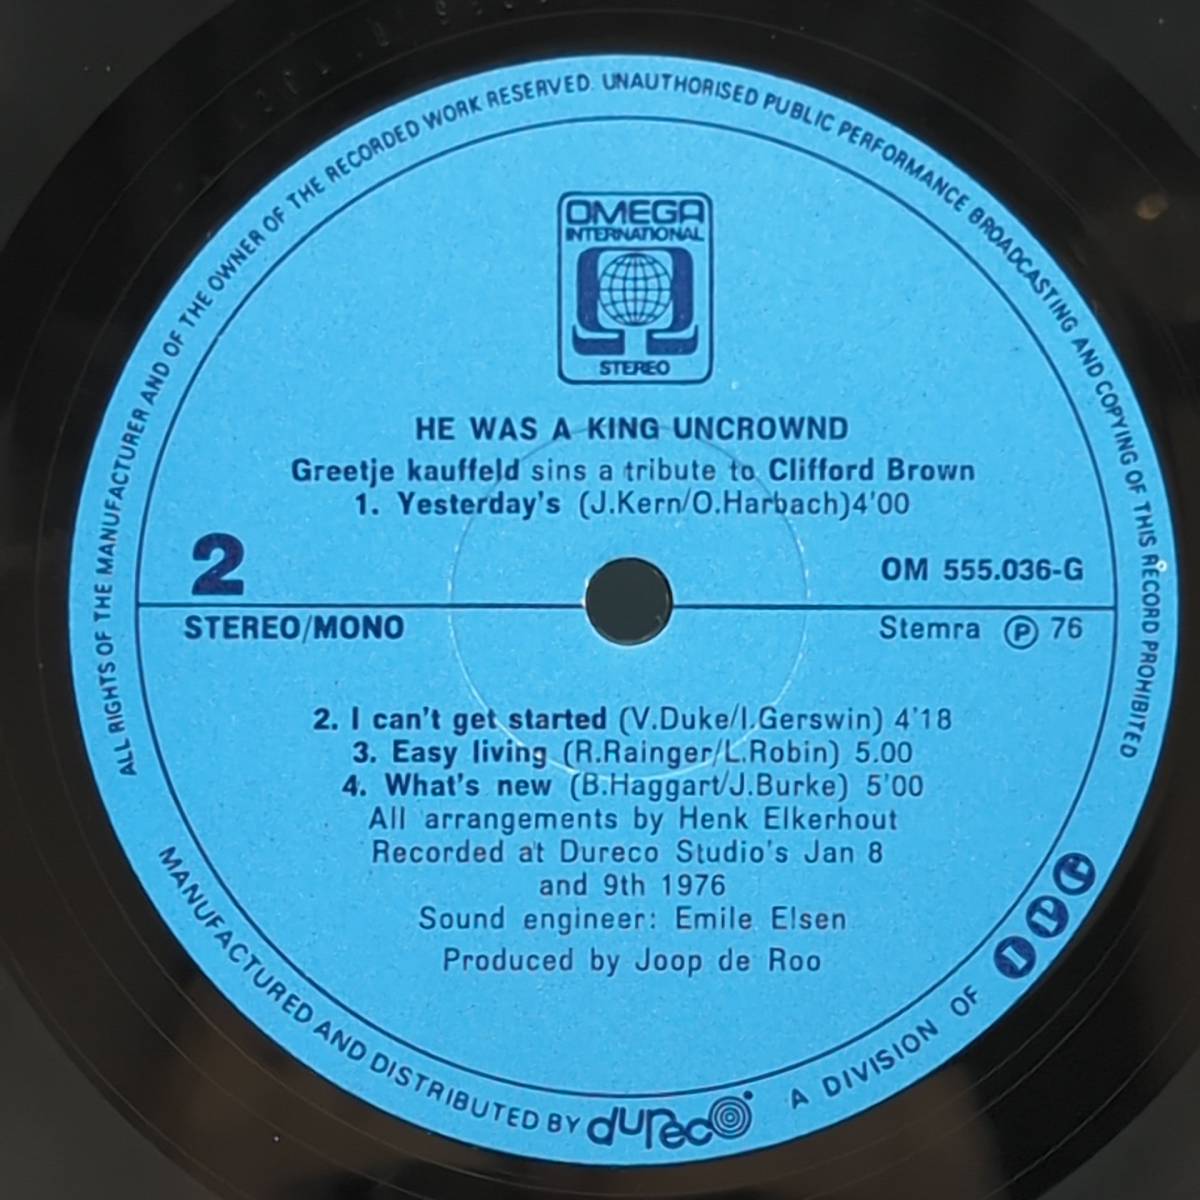 ALL RIGHTS OF THE MANUFACTURER AND OF THE OWNER OF THE RECORDED WORK RESERVED. UNAUTHORISED PUBLIC PERFORMANCE BROADCASTING AND COPYING OF THIS RECORD PROHIBITED
OMEGA
INTERNATIONAL
STEREO
HE WAS A KING UNCROWND
Greetje kauffeld sins a tribute to Clifford Brown
1. Yesterday's (J.Kern/O.Harbach)4'00
2
OM 555.036-G
STEREO/MONO
Stemra Ⓟ 76
2. I can't get started (V.Duke/I.Gerswin) 4'18
3. Easy living (R.Rainger/L.Robin) 5.00
4. What's new (B.Haggart/J.Burke) 5'00
All arrangements by Henk Elkerhout
Recorded at Dureco Studio's Jan 8
and 9th 1976
Sound engineer: Emile Elsen
Produced by Joop de Roo
MANUFACTURED AND DISTRIBUTED BY dureco A DIVISION OF